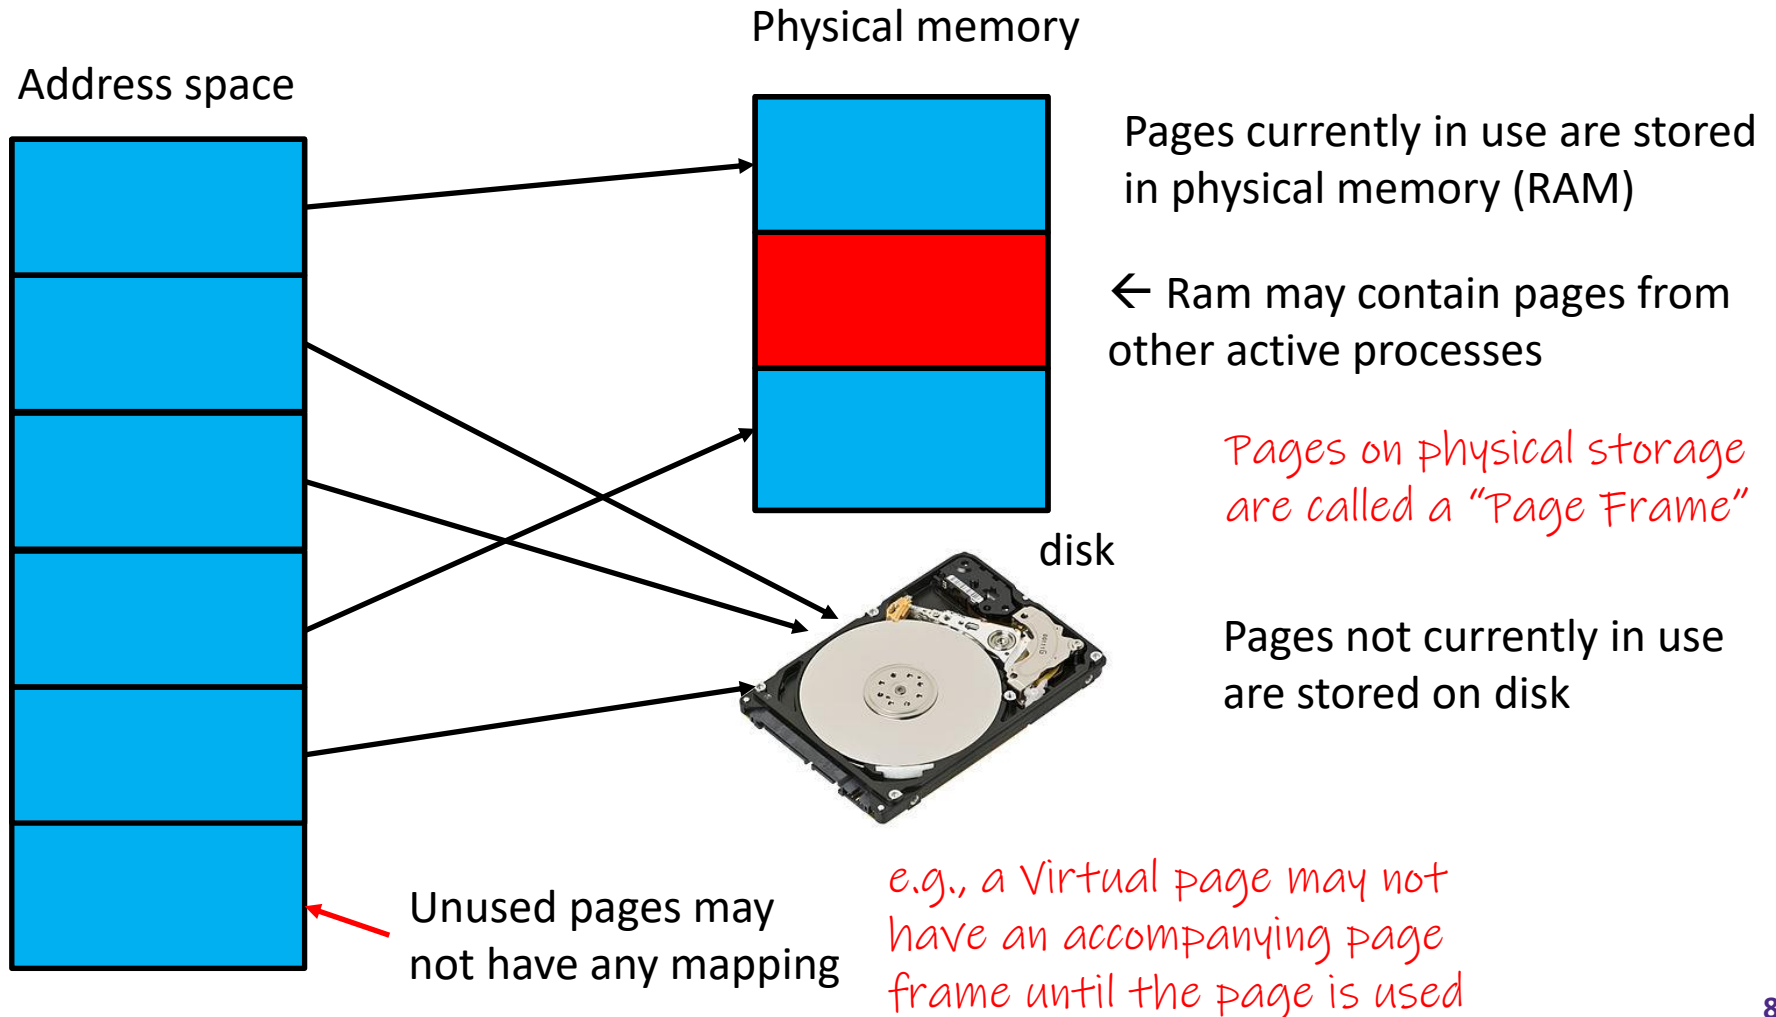 Physical memory
Address space
Pages currently in use are stored
in physical memory (RAM)
← Ram may contain pages from
other active processes
Pages on physical storage
are called a “Page Frame”
disk
Pages not currently in use
are stored on disk
Unused pages may
not have any mapping
e.g., a Virtual page may not
have an accompanying page
frame until the page is used
8